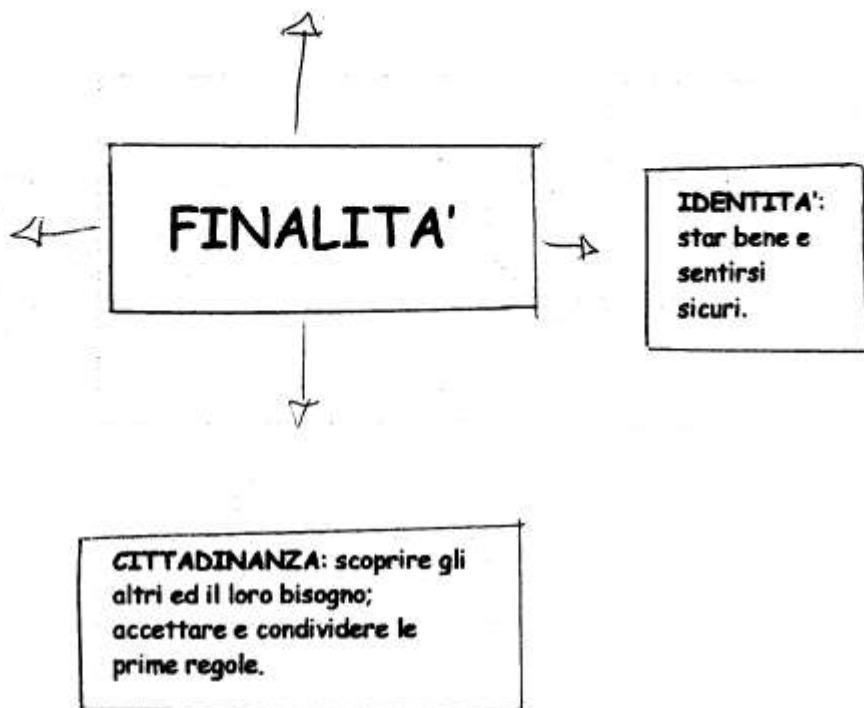 FINALITA'
IDENTITA':
star bene e
sentirsi
sicuri.
CITTADINANZA: scoprire gli
altri ed il loro bisogno;
accettare e condividere le
prime regole.